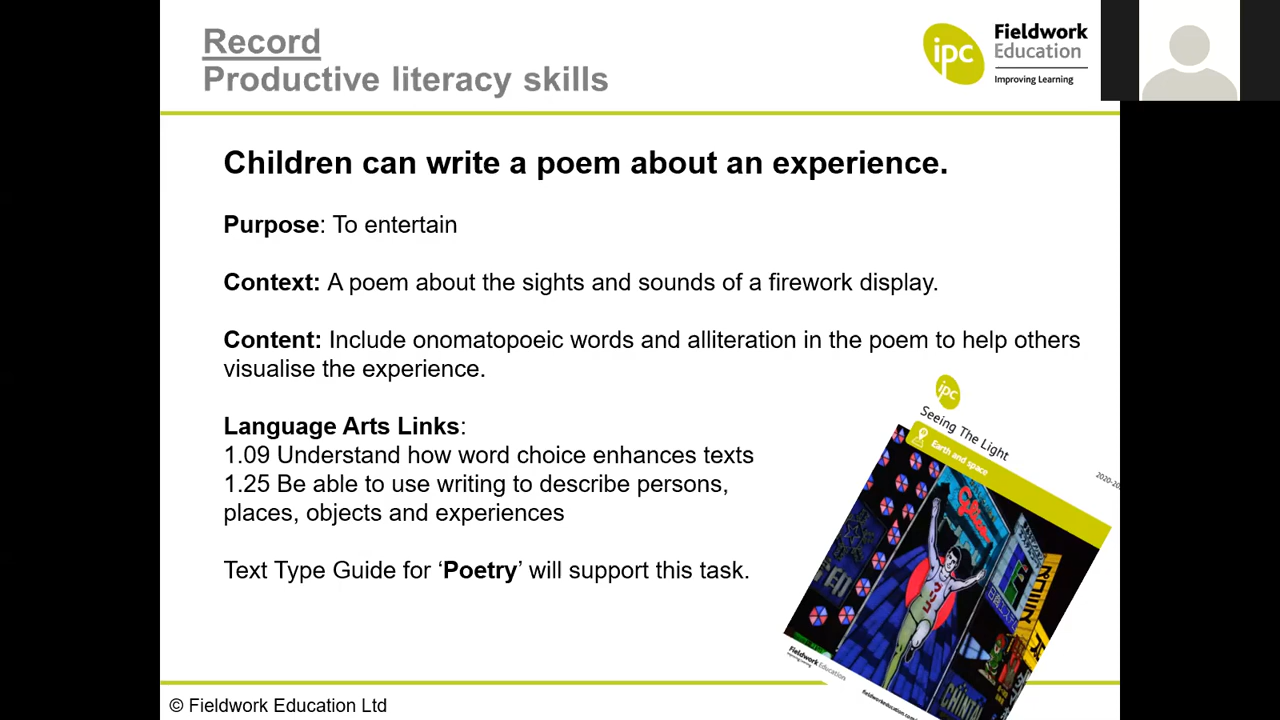 Record
Productive literacy skills
ipc
Fieldwork
Education
Improving Learning
Children can write a poem about an experience.
Purpose: To entertain
Context: A poem about the sights and sounds of a firework display.
Content: Include onomatopoeic words and alliteration in the poem to help others
visualise the experience.
Language Arts Links:
1.09 Understand how word choice enhances texts
1.25 Be able to use writing to describe persons,
places, objects and experiences
Text Type Guide for ‘Poetry’ will support this task.
ipc
Seeing The Light
Earth and space
Fieldwork Education
© Fieldwork Education Ltd